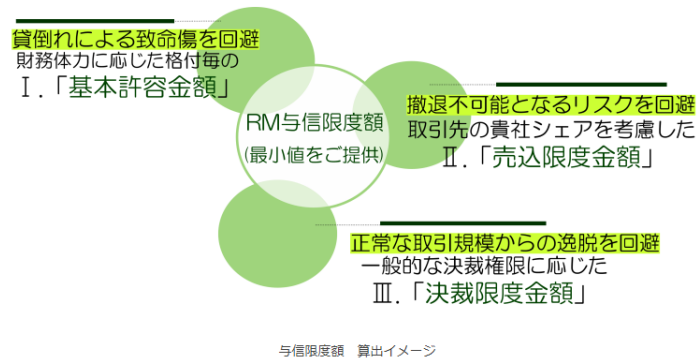 貸倒れによる致命傷を回避
財務体力に応じた格付毎の
Ⅰ.「基本許容金額」
RM与信限度額
(最小値をご提供)
撤退不可能となるリスクを回避
取引先の貴社シェアを考慮した
Ⅱ.「売込限度金額」
正常な取引規模からの逸脱を回避
一般的な決裁権限に応じた
Ⅲ.「決裁限度金額」
与信限度額　算出イメージ